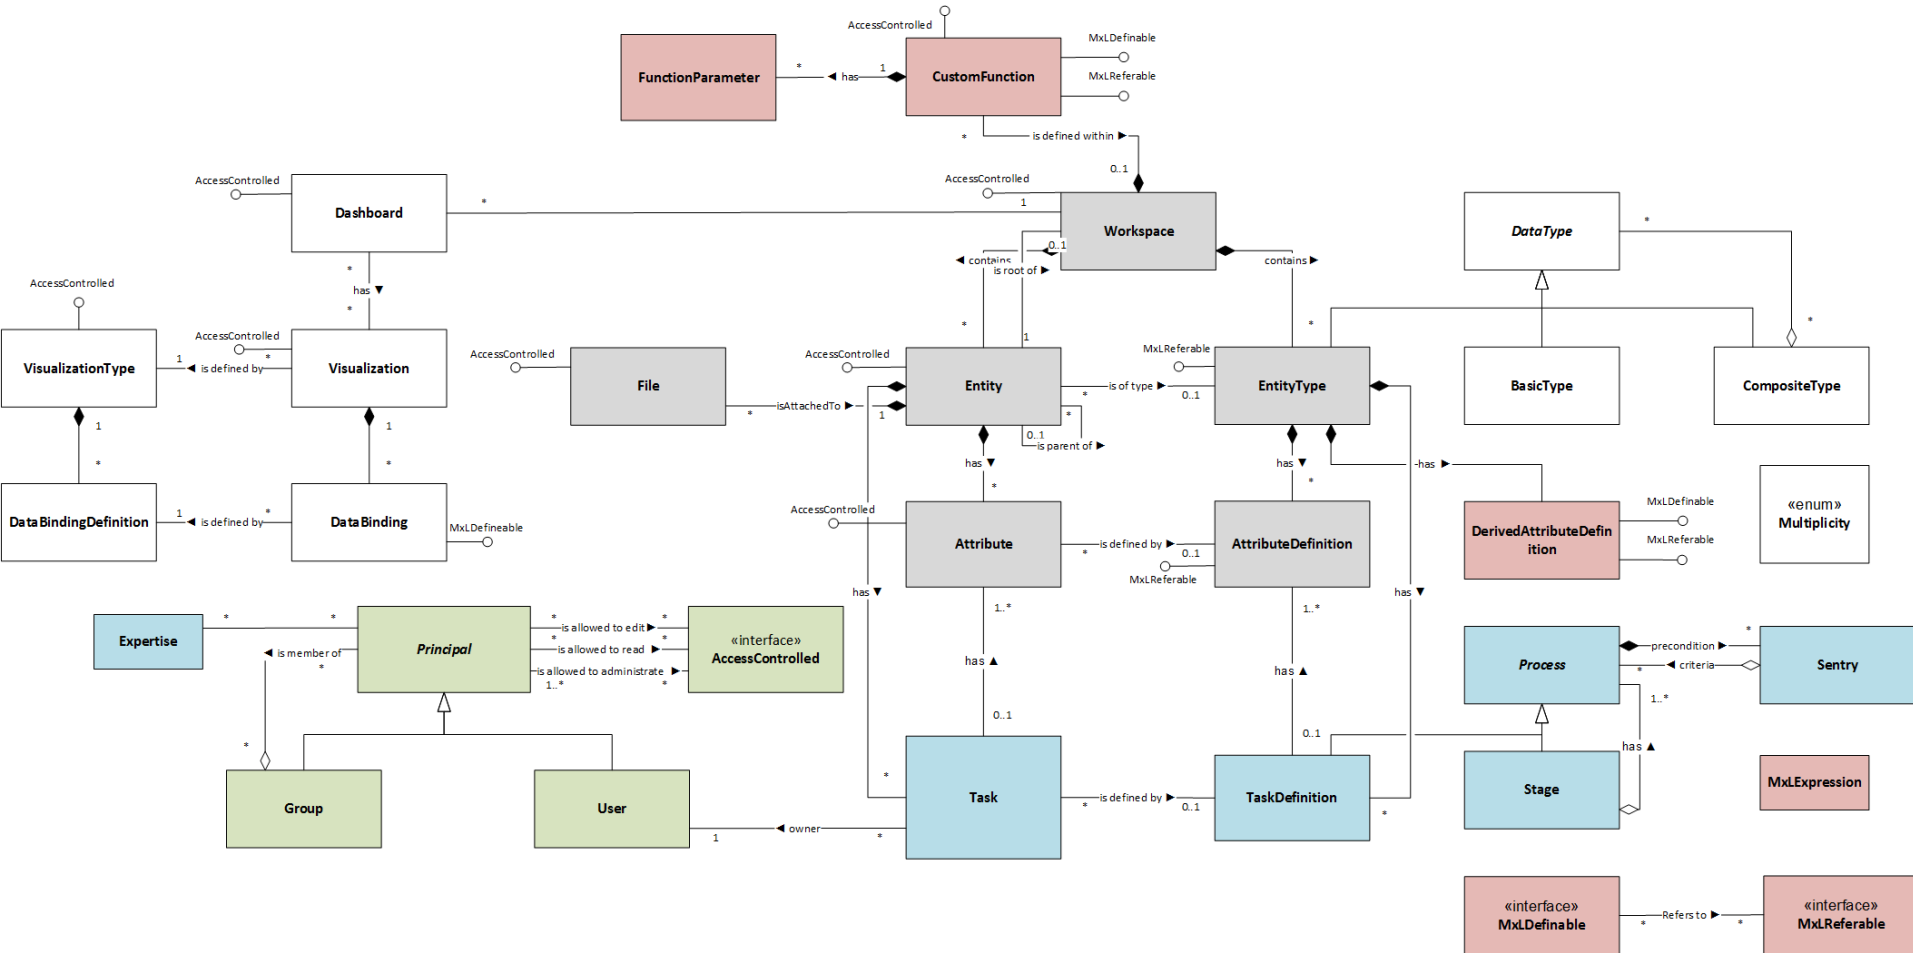 AccessControlled
MxLDefinable
FunctionParameter
*
◄ has
1
CustomFunction
MxLReferable
*
is defined within ►
0..1
AccessControlled
AccessControlled
Dashboard
*
1
Workspace
DataType
*
0..1
◄ contains
is root of ►
contains ►
*
has ▼
*
AccessControlled
*
1
*
*
AccessControlled
AccessControlled
AccessControlled
MxLReferable
VisualizationType
1
◄ is defined by
*
Visualization
File
Entity
is of type ►
*
0..1
EntityType
BasicType
CompositeType
*
isAttachedTo ►
1
*
0..1
is parent of ►
1
*
1
*
has ▼
*
has ▼
*
has ►
AccessControlled
MxLDefinable
«enum»
Multiplicity
DataBindingDefinition
1
◄ is defined by
*
DataBinding
MxLDefineable
Attribute
is defined by ►
*
0..1
AttributeDefinition
MxLReferable
DerivedAttributeDefin
ition
MxLReferable
has ▼
has ▼
1..*
1..*
Expertise
*
*
Principal
*
is allowed to edit ►
*
*
is allowed to read ►
*
is allowed to administrate ►
1..*
*
«interface»
AccessControlled
◄ is member of
*
has ▲
has ▲
Process
precondition ►
*
◄ criteria
*
Sentry
1..*
0..1
0..1
has ▲
*
Group
User
*
Task
is defined by ►
*
0..1
TaskDefinition
*
Stage
MxLExpression
1
◄ owner
*
«interface»
MxLDefinable
Refers to ►
*
*
«interface»
MxLReferable